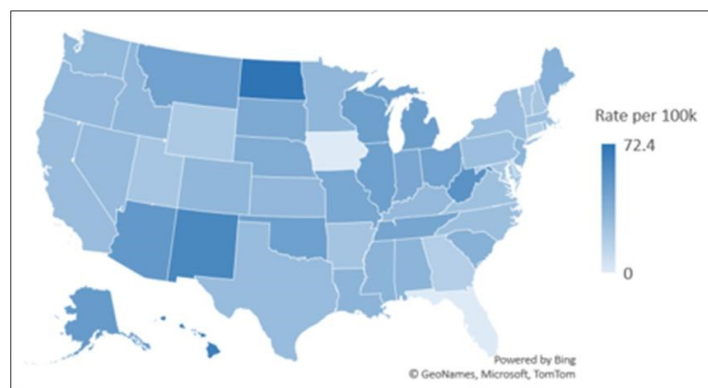 Rate per 100k
72.4
0
Powered by Bing
© GeoNames, Microsoft, TomTom